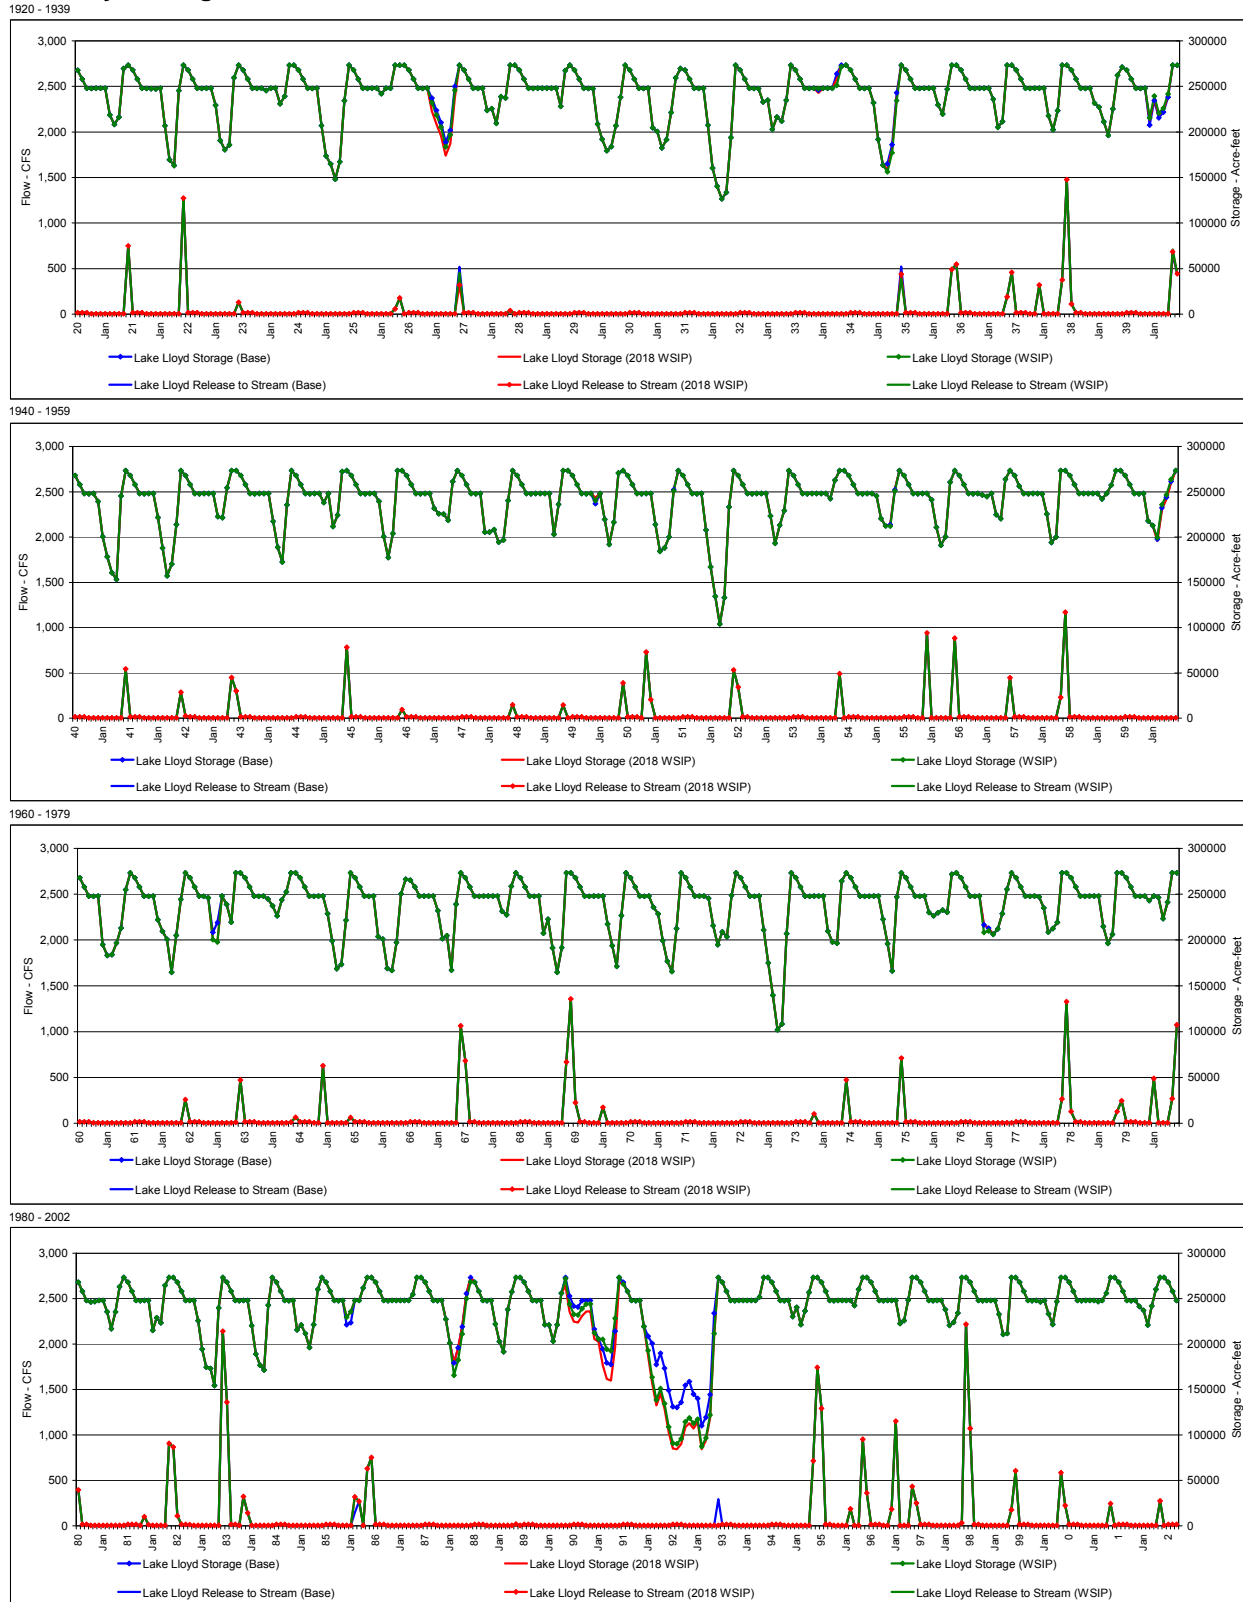 1920 - 1939
3,000
2,500
2,000
1,500
1,000
500
0
Flow - CFS
300000
250000
200000
150000
100000
50000
0
Storage - Acre-feet
20 Jan 21 Jan 22 Jan 23 Jan 24 Jan 25 Jan 26 Jan 27 Jan 28 Jan 29 Jan 30 Jan 31 Jan 32 Jan 33 Jan 34 Jan 35 Jan 36 Jan 37 Jan 38 Jan 39 Jan
Lake Lloyd Storage (Base) Lake Lloyd Storage (2018 WSIP) Lake Lloyd Storage (WSIP)
Lake Lloyd Release to Stream (Base) Lake Lloyd Release to Stream (2018 WSIP) Lake Lloyd Release to Stream (WSIP)
1940 - 1959
3,000
2,500
2,000
1,500
1,000
500
0
Flow - CFS
300000
250000
200000
150000
100000
50000
0
Storage - Acre-feet
40 Jan 41 Jan 42 Jan 43 Jan 44 Jan 45 Jan 46 Jan 47 Jan 48 Jan 49 Jan 50 Jan 51 Jan 52 Jan 53 Jan 54 Jan 55 Jan 56 Jan 57 Jan 58 Jan 59 Jan
Lake Lloyd Storage (Base) Lake Lloyd Storage (2018 WSIP) Lake Lloyd Storage (WSIP)
Lake Lloyd Release to Stream (Base) Lake Lloyd Release to Stream (2018 WSIP) Lake Lloyd Release to Stream (WSIP)
1960 - 1979
3,000
2,500
2,000
1,500
1,000
500
0
Flow - CFS
300000
250000
200000
150000
100000
50000
0
Storage - Acre-feet
60 Jan 61 Jan 62 Jan 63 Jan 64 Jan 65 Jan 66 Jan 67 Jan 68 Jan 69 Jan 70 Jan 71 Jan 72 Jan 73 Jan 74 Jan 75 Jan 76 Jan 77 Jan 78 Jan 79 Jan
Lake Lloyd Storage (Base) Lake Lloyd Storage (2018 WSIP) Lake Lloyd Storage (WSIP)
Lake Lloyd Release to Stream (Base) Lake Lloyd Release to Stream (2018 WSIP) Lake Lloyd Release to Stream (WSIP)
1980 - 2002
3,000
2,500
2,000
1,500
1,000
500
0
Flow - CFS
300000
250000
200000
150000
100000
50000
0
Storage - Acre-feet
80 Jan 81 Jan 82 Jan 83 Jan 84 Jan 85 Jan 86 Jan 87 Jan 88 Jan 89 Jan 90 Jan 91 Jan 92 Jan 93 Jan 94 Jan 95 Jan 96 Jan 97 Jan 98 Jan 99 Jan 0 Jan 1 Jan 2
Lake Lloyd Storage (Base) Lake Lloyd Storage (2018 WSIP) Lake Lloyd Storage (WSIP)
Lake Lloyd Release to Stream (Base) Lake Lloyd Release to Stream (2018 WSIP) Lake Lloyd Release to Stream (WSIP)